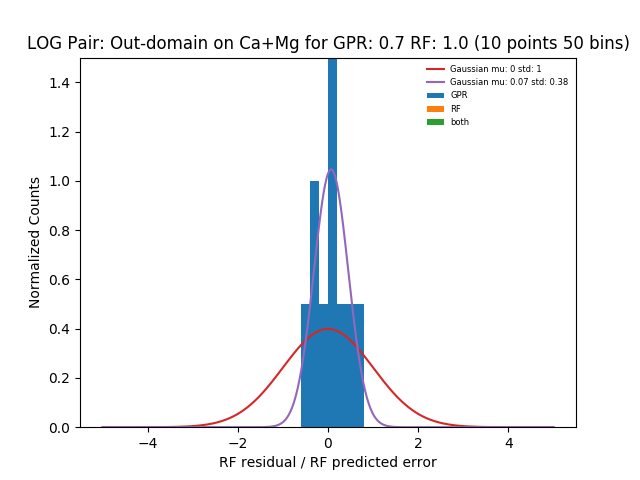 LOG Pair: Out-domain on Ca+Mg for GPR: 0.7 RF: 1.0 (10 points 50 bins)
Gaussian mu: 0 std: 1
Gaussian mu: 0.07 std: 0.38
GPR
RF
both
Normalized Counts
1.4
1.2
1.0
0.8
0.6
0.4
0.2
0.0
−4 −2 0 2 4
RF residual / RF predicted error